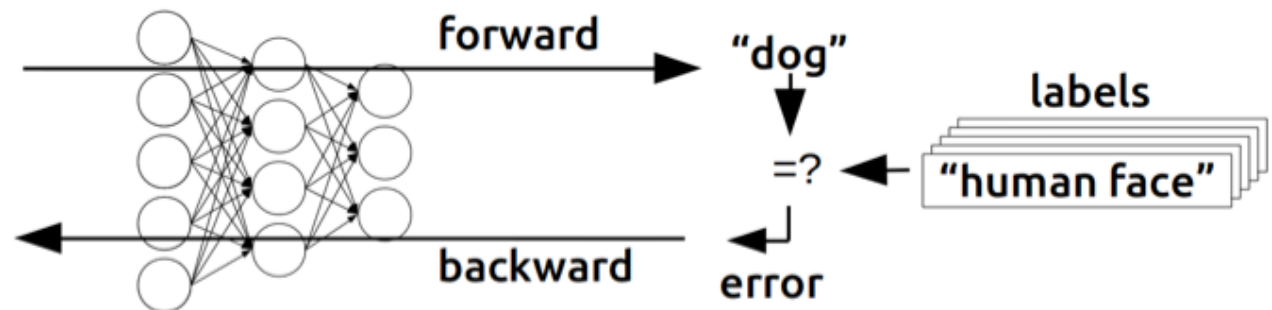 forward
“dog”
labels
=?
“human face”
backward
error